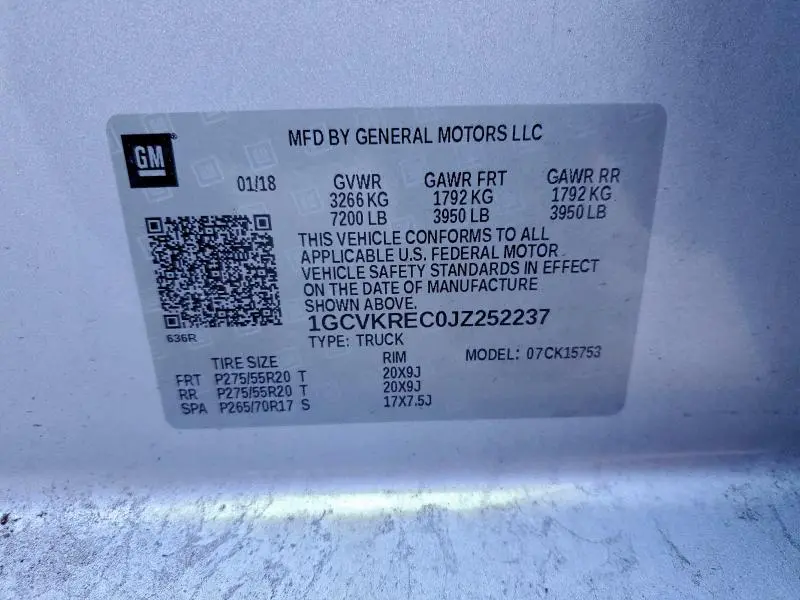 GM
MFD BY GENERAL MOTORS LLC
01/18 GVWR GAWR FRT GAWR RR
3266 KG 1792 KG 1792 KG
7200 LB 3950 LB 3950 LB
THIS VEHICLE CONFORMS TO ALL
APPLICABLE U.S. FEDERAL MOTOR
VEHICLE SAFETY STANDARDS IN EFFECT
ON THE DATE OF MANUFACTURE
SHOWN ABOVE.
1GCVKREC0JZ252237
636R
TYPE: TRUCK
TIRE SIZE RIM MODEL: 07CK15753
FRT P275/55R20 T 20X9J
RR P275/55R20 T 20X9J
SPA P265/70R17 S 17X7.5J